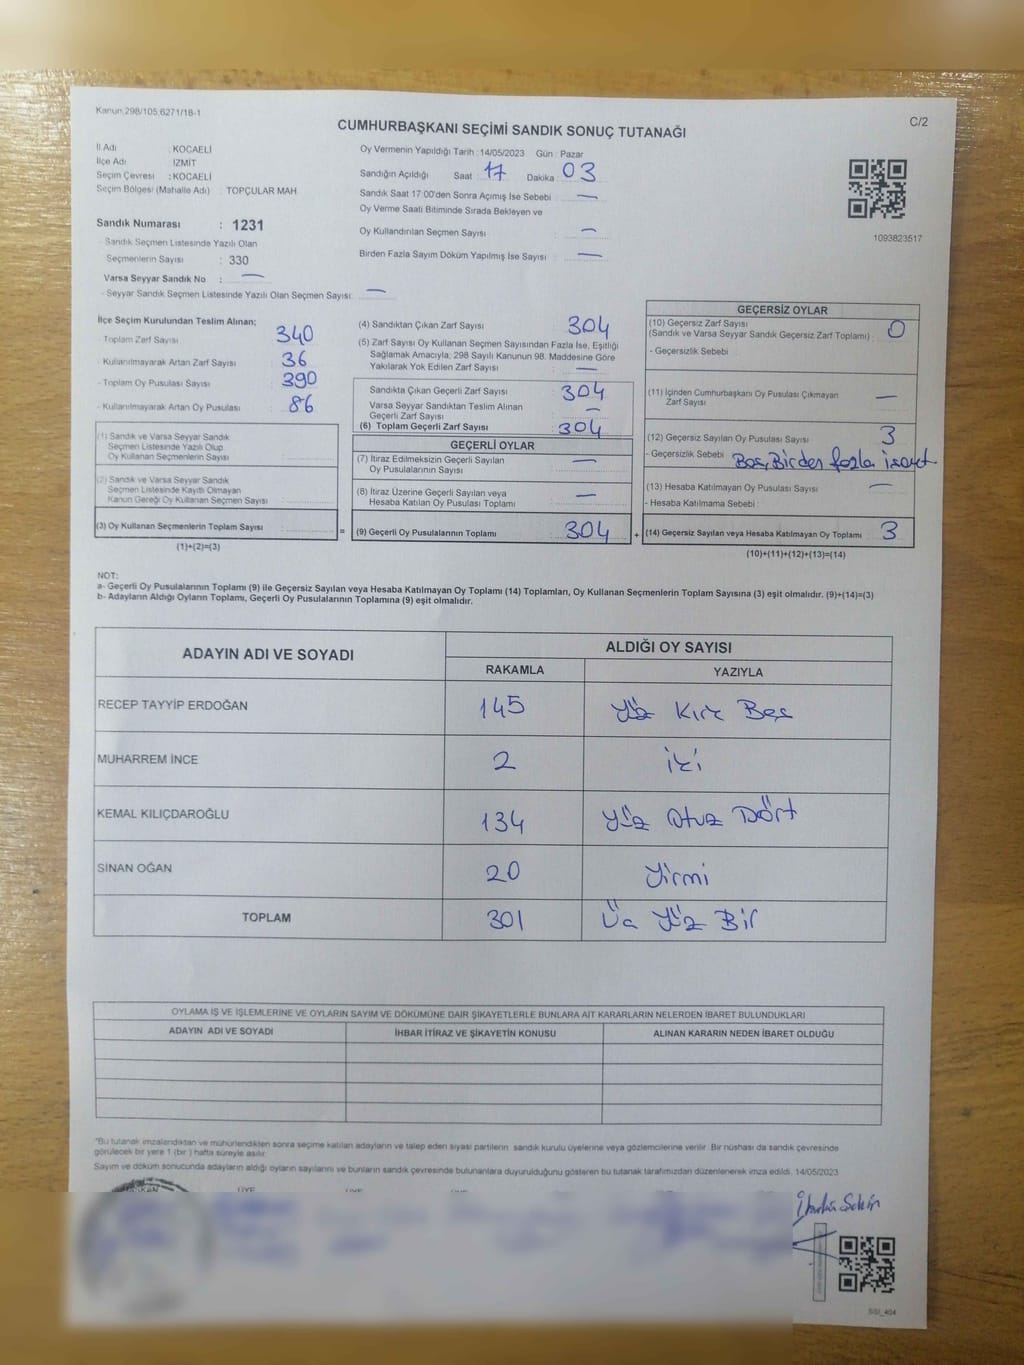 Kanun 298/105,6271/18-1
C/2
CUMHURBAŞKANI SEÇİMİ SANDIK SONUÇ TUTANAĞI
İl Adı : KOCAELİ
İlçe Adı : İZMİT
Seçim Çevresi : KOCAELİ
Seçim Bölgesi (Mahalle Adı) : TOPÇULAR MAH.
Sandık Numarası : 1231
- Sandık Seçmen Listesinde Yazılı Olan
Seçmenlerin Sayısı : 330
Varsa Seyyar Sandık No : —
- Seyyar Sandık Seçmen Listesinde Yazılı Olan Seçmen Sayısı: —
Oy Vermenin Yapıldığı Tarih : 14/05/2023 Gün : Pazar
Sandığın Açıldığı Saat 17 Dakika : 03
Sandık Saat 17:00'den Sonra Açımış İse Sebebi : —
Oy Verme Saati Bitiminde Sırada Bekleyen ve
Oy Kullandırılan Seçmen Sayısı : —
Birden Fazla Sayım Döküm Yapılmış İse Sayısı : —
1093823517
İlçe Seçim Kurulundan Teslim Alınan;
- Toplam Zarf Sayısı : 340
- Kullanılmayarak Artan Zarf Sayısı : 36
- Toplam Oy Pusulası Sayısı : 390
- Kullanılmayarak Artan Oy Pusulası : 86
(1) Sandık ve Varsa Seyyar Sandık
Seçmen Listesinde Yazılı Olup
Oy Kullanan Seçmenlerin Sayısı :
(2) Sandık ve Varsa Seyyar Sandık
Seçmen Listesinde Kayıtlı Olmayan
Kanun Gereği Oy Kullanan Seçmen Sayısı :
(3) Oy Kullanan Seçmenlerin Toplam Sayısı =
(1)+(2)=(3)
(4) Sandıktan Çıkan Zarf Sayısı : 304
(5) Zarf Sayısı Oy Kullanan Seçmen Sayısından Fazla İse, Eşitliği
Sağlamak Amacıyla, 298 Sayılı Kanunun 98. Maddesine Göre
Yakılarak Yok Edilen Zarf Sayısı : —
Sandıkta Çıkan Geçerli Zarf Sayısı : 304
Varsa Seyyar Sandıktan Teslim Alınan
Geçerli Zarf Sayısı : —
(6) Toplam Geçerli Zarf Sayısı : 304
GEÇERLİ OYLAR
(7) İtiraz Edilmeksizin Geçerli Sayılan
Oy Pusulalarının Sayısı : —
(8) İtiraz Üzerine Geçerli Sayılan veya
Hesaba Katılan Oy Pusulaları Toplamı : —
(9) Geçerli Oy Pusulalarının Toplamı : 304 +
GEÇERSİZ OYLAR
(10) Geçersiz Zarf Sayısı
(Sandık ve Varsa Seyyar Sandık Geçersiz Zarf Toplamı) : 0
- Geçersizlik Sebebi
(11) İçinden Cumhurbaşkanı Oy Pusulası Çıkmayan
Zarf Sayısı : —
(12) Geçersiz Sayılan Oy Pusulası Sayısı : 3
- Geçersizlik Sebebi Boş, Birden fazla işaret
(13) Hesaba Katılmayan Oy Pusulası Sayısı : —
- Hesaba Katılmama Sebebi
(14) Geçersiz Sayılan veya Hesaba Katılmayan Oy Toplamı : 3
(10)+(11)+(12)+(13)=(14)
NOT:
a- Geçerli Oy Pusulalarının Toplamı (9) ile Geçersiz Sayılan veya Hesaba Katılmayan Oy Toplamı (14) Toplamları, Oy Kullanan Seçmenlerin Toplam Sayısına (3) eşit olmalıdır. (9)+(14)=(3)
b- Adayların Aldığı Oyların Toplamı, Geçerli Oy Pusulalarının Toplamına (9) eşit olmalıdır.
ADAYIN ADI VE SOYADI
ALDIĞI OY SAYISI
RAKAMLA YAZIYLA
RECEP TAYYİP ERDOĞAN 145 Yüz Kırk Beş
MUHARREM İNCE 2 iki
KEMAL KILIÇDAROĞLU 134 Yüz Otuz Dört
SİNAN OĞAN 20 Yirmi
TOPLAM 301 Üç Yüz Bir
OYLAMA İŞ VE İŞLEMLERİNE VE OYLARIN SAYIM VE DÖKÜMÜNE DAİR ŞİKAYETLERLE BUNLARA AİT KARARLARIN NELERDEN İBARET BULUNDUKLARI
ADAYIN ADI VE SOYADI İHBAR İTİRAZ VE ŞİKAYETİN KONUSU ALINAN KARARIN NEDEN İBARET OLDUĞU
"Bu tutanak imzalandıktan ve mühürlendikten sonra seçime katılan adayların ve talep eden siyasi partilerin sandık kurulu üyelerine veya gözlemcilerine verilir. Bir nüshası da sandık çevresinde
görülecek bir yere 1 (bir ) hafta süreyle asılır.
Sayım ve döküm sonucunda adayların aldığı oyların sayılarını ve bunların sandık çevresinde bulunanlara duyurulduğunu gösteren bu tutanak tarafımızdan düzenlenerek imza edildi. 14/05/2023
ÜYE
SSİ_404